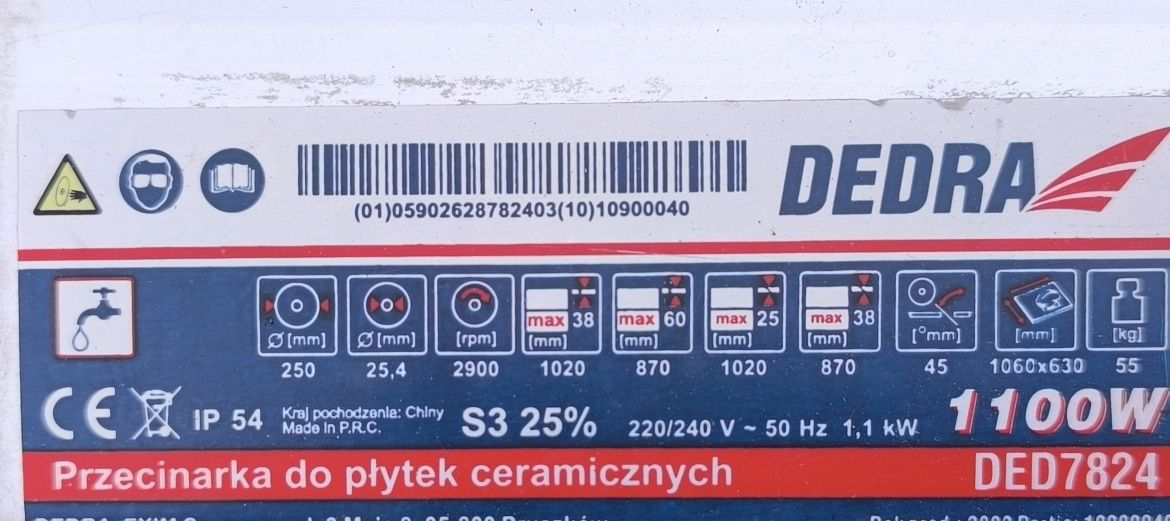 DEDRA
(01)05902628782403(10)10900040
max 38 max 60 max 25 max 38
Ø[mm] Ø[mm] [rpm] [mm] [mm] [mm] [mm] [°mm] [mm] [kg]
250 25,4 2900 1020 870 1020 870 45 1060x630 55
CE IP 54 Kraj pochodzenia: Chiny S3 25% 220/240 V ~ 50 Hz 1,1 kW 1100W
Made in P.R.C.
Przecinarka do płytek ceramicznych DED7824